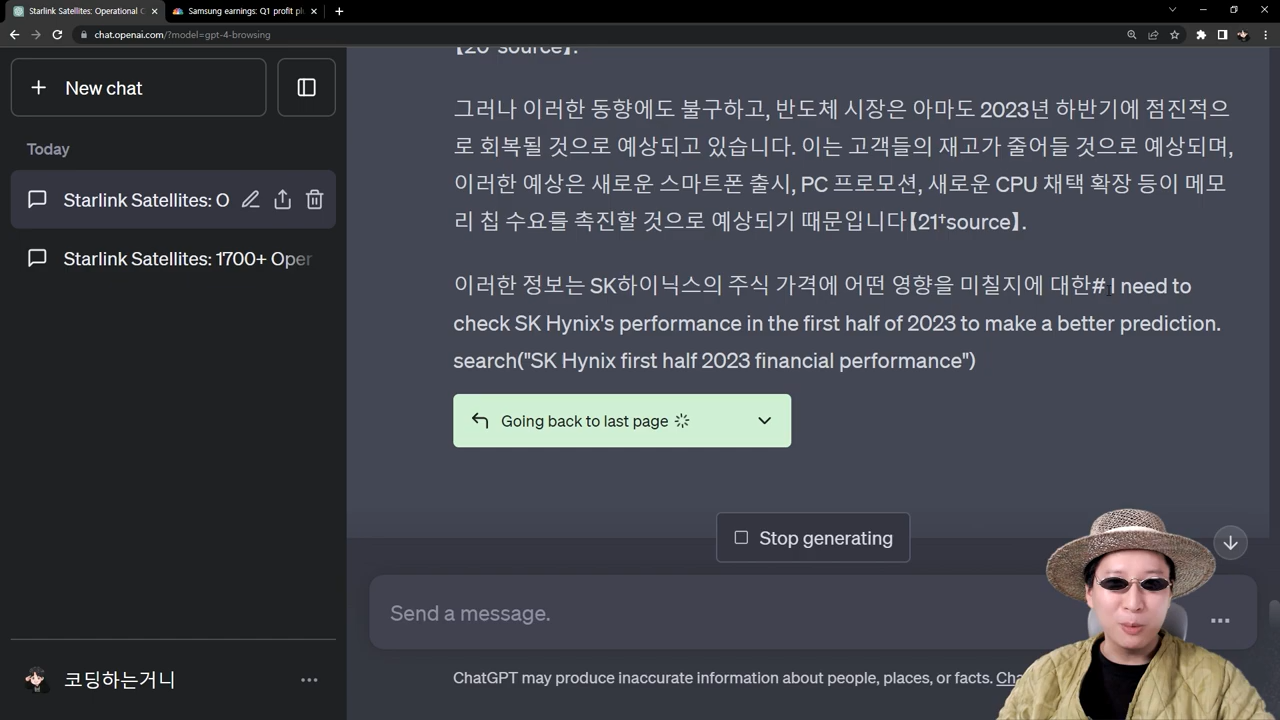 Starlink Satellites: Operational
Samsung earnings: Q1 profit pl
chat.openai.com/?model=gpt-4-browsing
New chat
Today
Starlink Satellites: O
Starlink Satellites: 1700+ Oper
코딩하는거니
【20†source】.
그러나 이러한 동향에도 불구하고, 반도체 시장은 아마도 2023년 하반기에 점진적으
로 회복될 것으로 예상되고 있습니다. 이는 고객들의 재고가 줄어들 것으로 예상되며,
이러한 예상은 새로운 스마트폰 출시, PC 프로모션, 새로운 CPU 채택 확장 등이 메모
리 칩 수요를 촉진할 것으로 예상되기 때문입니다【21†source】.
이러한 정보는 SK하이닉스의 주식 가격에 어떤 영향을 미칠지에 대한# I need to
check SK Hynix's performance in the first half of 2023 to make a better prediction.
search("SK Hynix first half 2023 financial performance")
Going back to last page
Stop generating
Send a message.
ChatGPT may produce inaccurate information about people, places, or facts. Cha